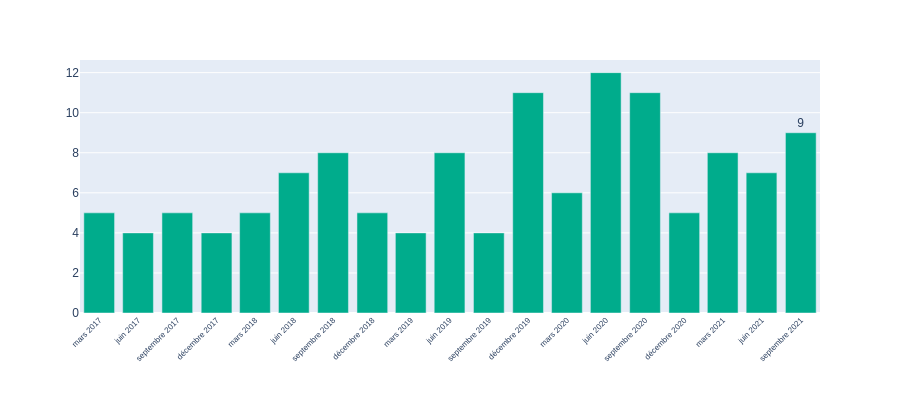 12
10
8
6
4
2
0
9
mars 2017
juin 2017
septembre 2017
décembre 2017
mars 2018
juin 2018
septembre 2018
décembre 2018
mars 2019
juin 2019
septembre 2019
décembre 2019
mars 2020
juin 2020
septembre 2020
décembre 2020
mars 2021
juin 2021
septembre 2021